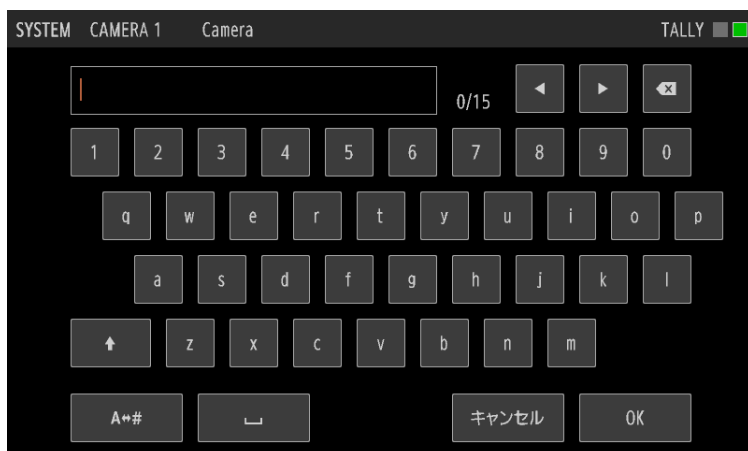 SYSTEM CAMERA 1 Camera TALLY
0/15
1 2 3 4 5 6 7 8 9 0
q w e r t y u i o p
a s d f g h j k l
z x c v b n m
A↔# キャンセル OK